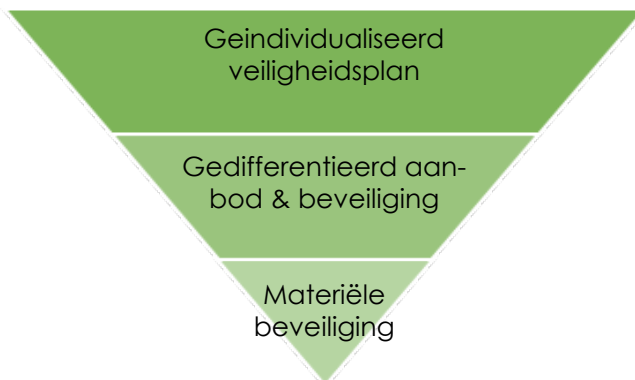 Geindividualiseerd
veiligheidsplan
Gedifferentieerd aan-
bod & beveiliging
Materiële
beveiliging